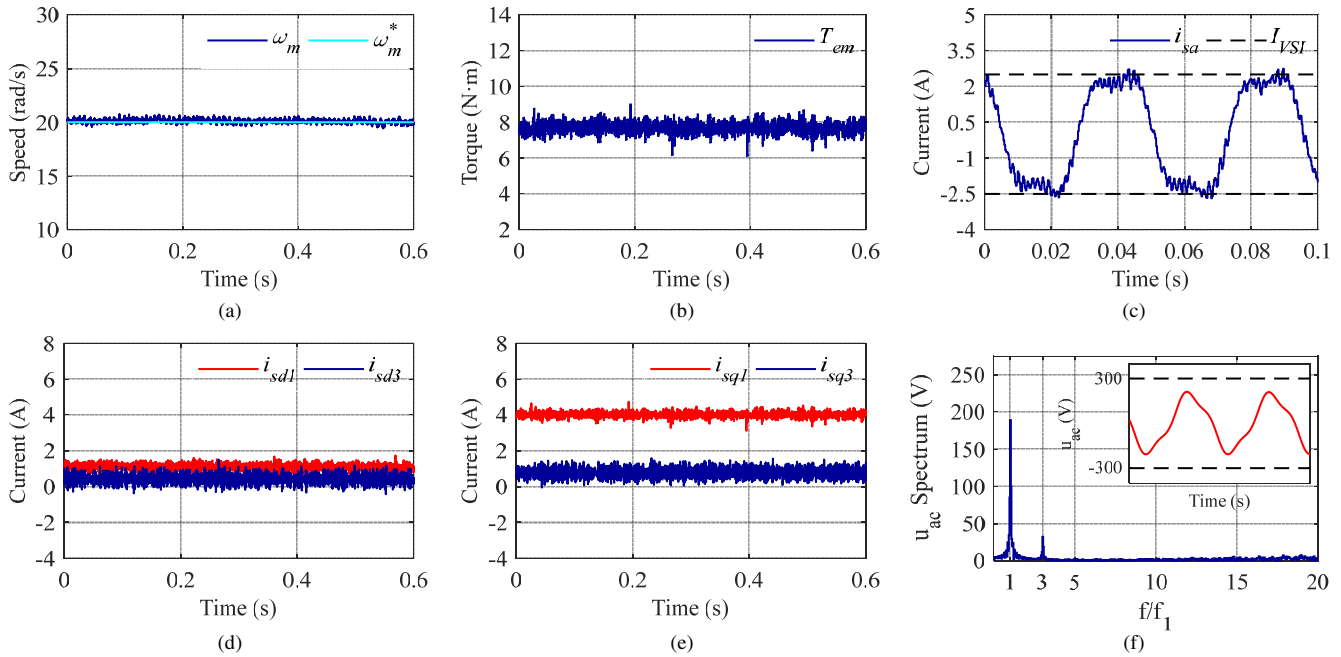 ω_m ω_m^*
30
25
20
15
10
Speed (rad/s)
0 0.2 0.4 0.6
Time (s)
(a)
T_em
14
12
10
8
6
4
2
Torque (N·m)
0 0.2 0.4 0.6
Time (s)
(b)
i_sa I_VSI
5
3.5
2
0.5
-1
-2.5
-4
Current (A)
0 0.02 0.04 0.06 0.08 0.1
Time (s)
(c)
i_sd1 i_sd3
8
6
4
2
0
-2
-4
Current (A)
0 0.2 0.4 0.6
Time (s)
(d)
i_sq1 i_sq3
8
6
4
2
0
-2
-4
Current (A)
0 0.2 0.4 0.6
Time (s)
(e)
250
200
150
100
50
0
u_ac Spectrum (V)
300
-300
u_ac (V)
Time (s)
1 3 5 10 15 20
f/f_1
(f)